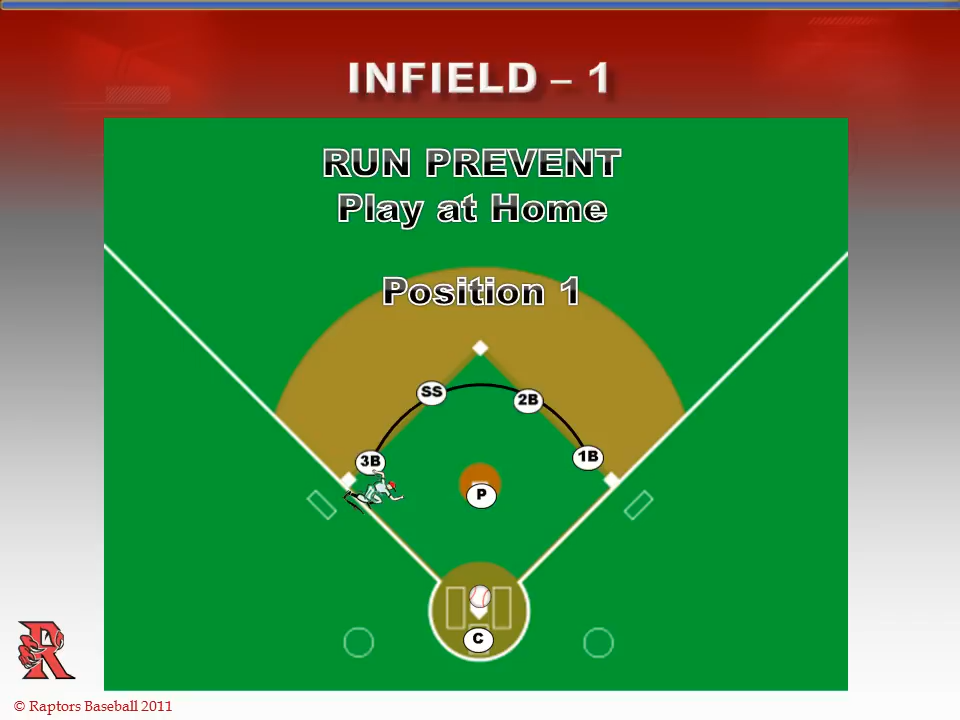 INFIELD – 1
RUN PREVENT
Play at Home
Position 1
SS
2B
3B
1B
P
C
R
© Raptors Baseball 2011